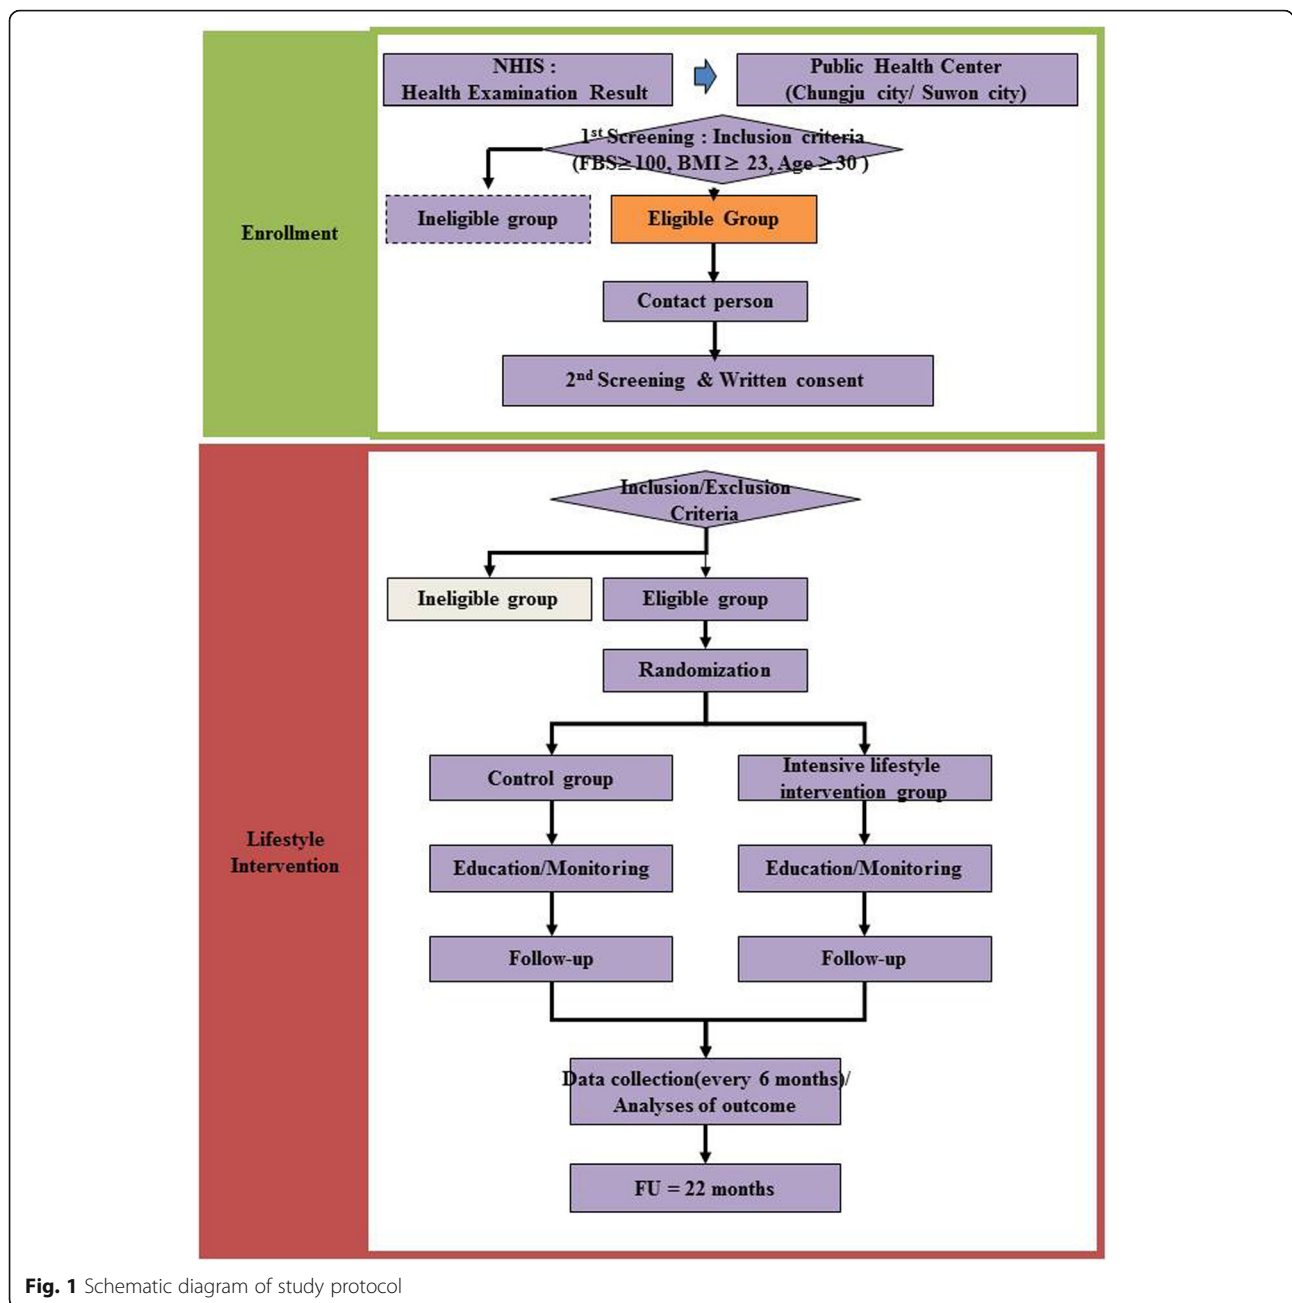 NHIS :
Health Examination Result
Public Health Center
(Chungju city/ Suwon city)
1st Screening : Inclusion criteria
(FBS≥100, BMI ≥ 23, Age ≥30 )
Ineligible group
Eligible Group
Enrollment
Contact person
2nd Screening & Written consent
Inclusion/Exclusion
Criteria
Ineligible group
Eligible group
Randomization
Control group
Intensive lifestyle
intervention group
Lifestyle
Intervention
Education/Monitoring
Education/Monitoring
Follow-up
Follow-up
Data collection(every 6 months)/
Analyses of outcome
FU = 22 months
Fig. 1 Schematic diagram of study protocol